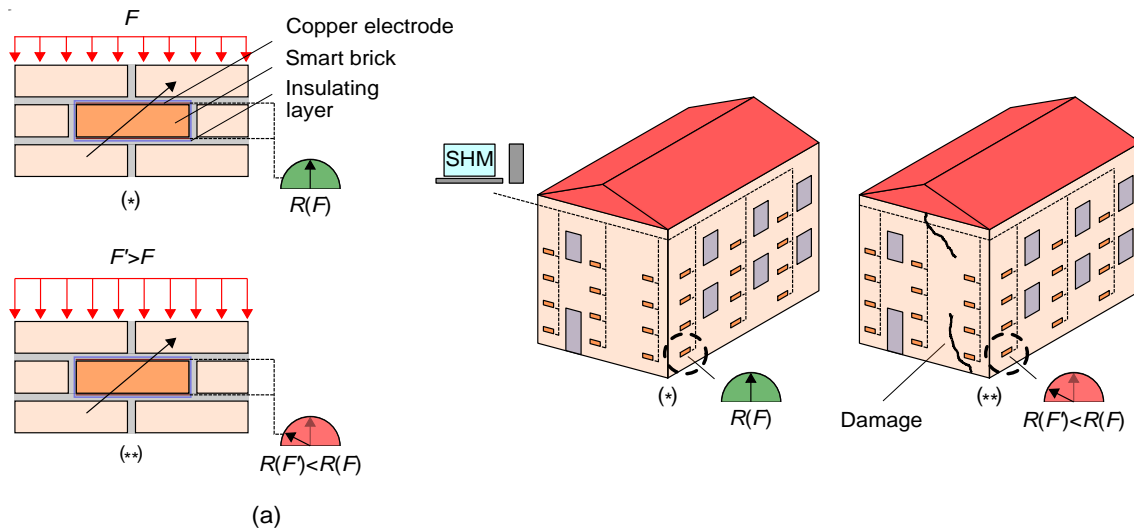 F
Copper electrode
Smart brick
Insulating
layer
(*)
R(F)
F'>F
(**)
R(F')<R(F)
(a)
SHM
(*)
R(F)
Damage
(**)
R(F')<R(F)